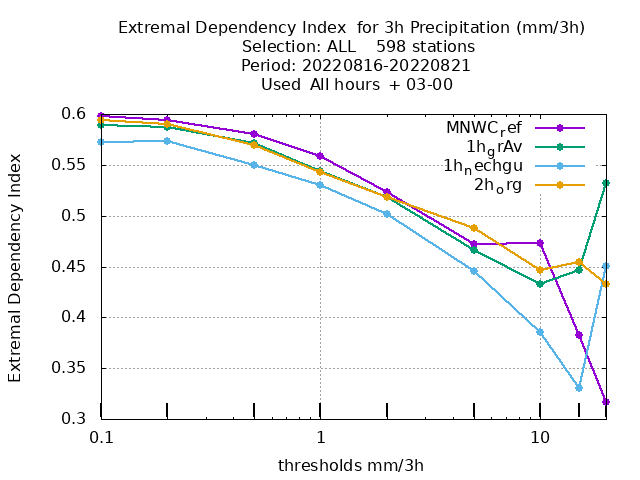 Extremal Dependency Index  for 3h Precipitation (mm/3h)
Selection: ALL    598 stations
Period: 20220816-20220821
Used  All hours  + 03-00
MNWC_ref
1h_grAv
1h_nechgu
2h_org
0.6
0.55
0.5
0.45
0.4
0.35
0.3
0.1
1
10
Extremal Dependency Index
thresholds mm/3h